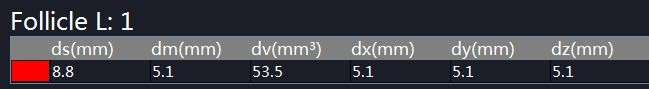 Follicle L: 1
ds(mm) dm(mm) dv(mm³) dx(mm) dy(mm) dz(mm)
8.8 5.1 53.5 5.1 5.1 5.1